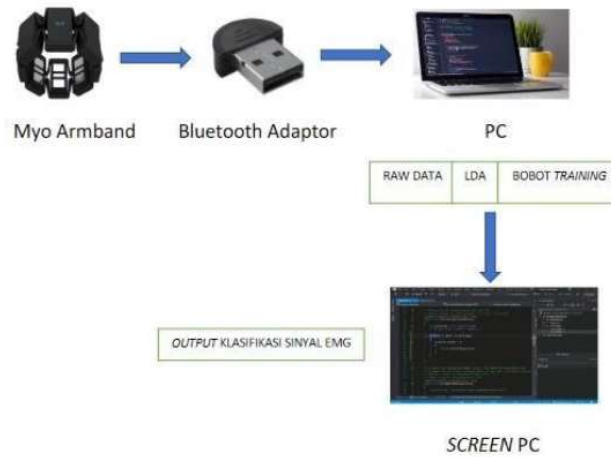 Myo Armband
Bluetooth Adaptor
PC
RAW DATA
LDA
BOBOT TRAINING
OUTPUT KLASIFIKASI SINYAL EMG
SCREEN PC